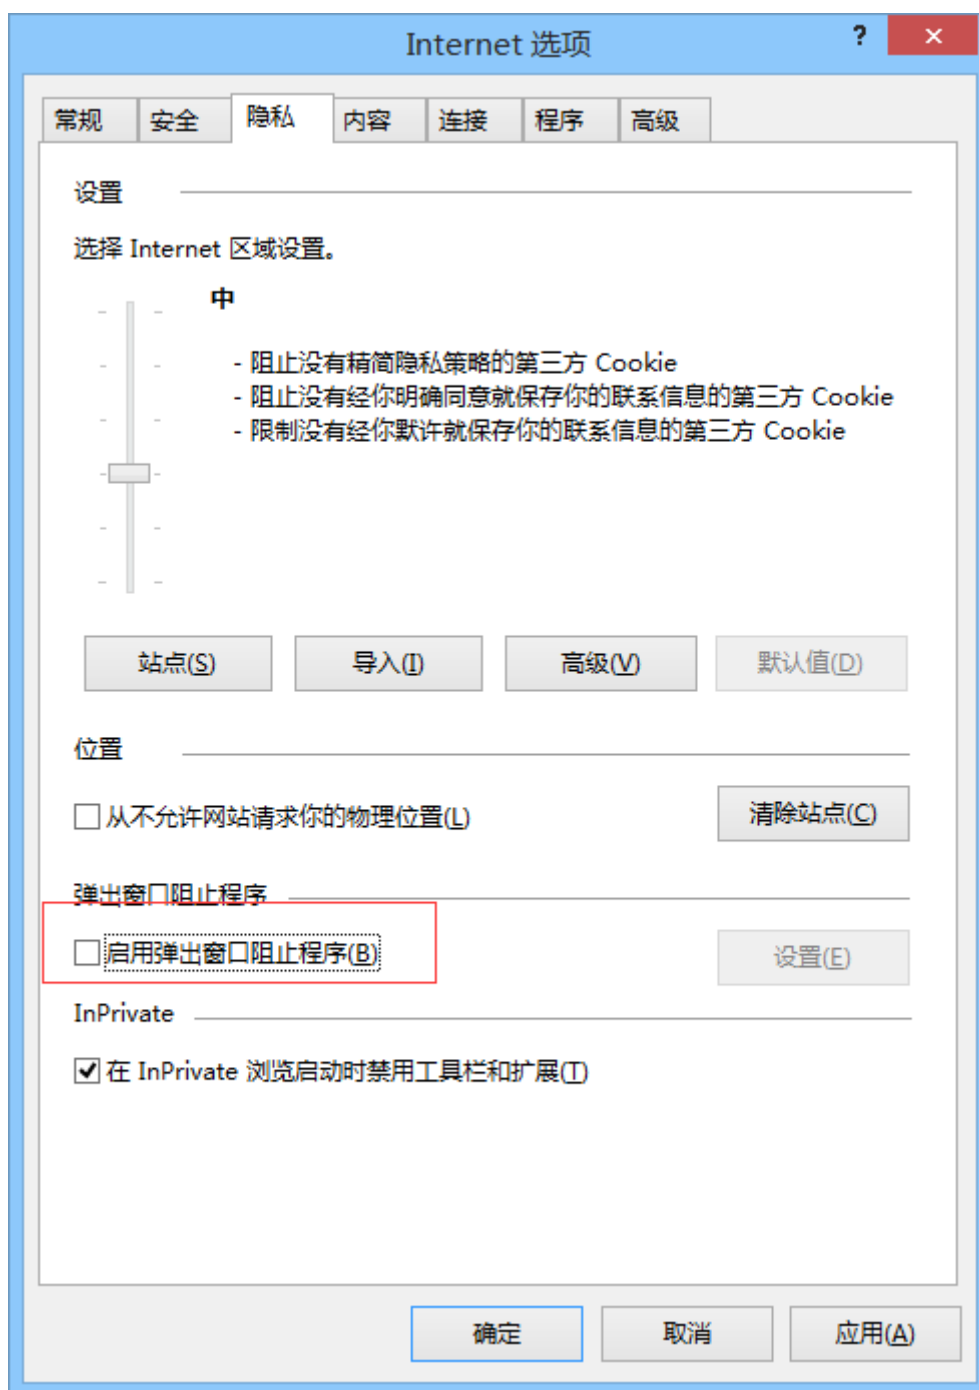 Internet 选项
?
常规 安全 隐私 内容 连接 程序 高级
设置
选择 Internet 区域设置。
中
- 阻止没有精简隐私策略的第三方 Cookie
- 阻止没有经你明确同意就保存你的联系信息的第三方 Cookie
- 限制没有经你默许就保存你的联系信息的第三方 Cookie
站点(S) 导入(I) 高级(V) 默认值(D)
位置
从不允许网站请求你的物理位置(L) 清除站点(C)
弹出窗口阻止程序
启用弹出窗口阻止程序(B) 设置(E)
InPrivate
在 InPrivate 浏览启动时禁用工具栏和扩展(T)
确定 取消 应用(A)